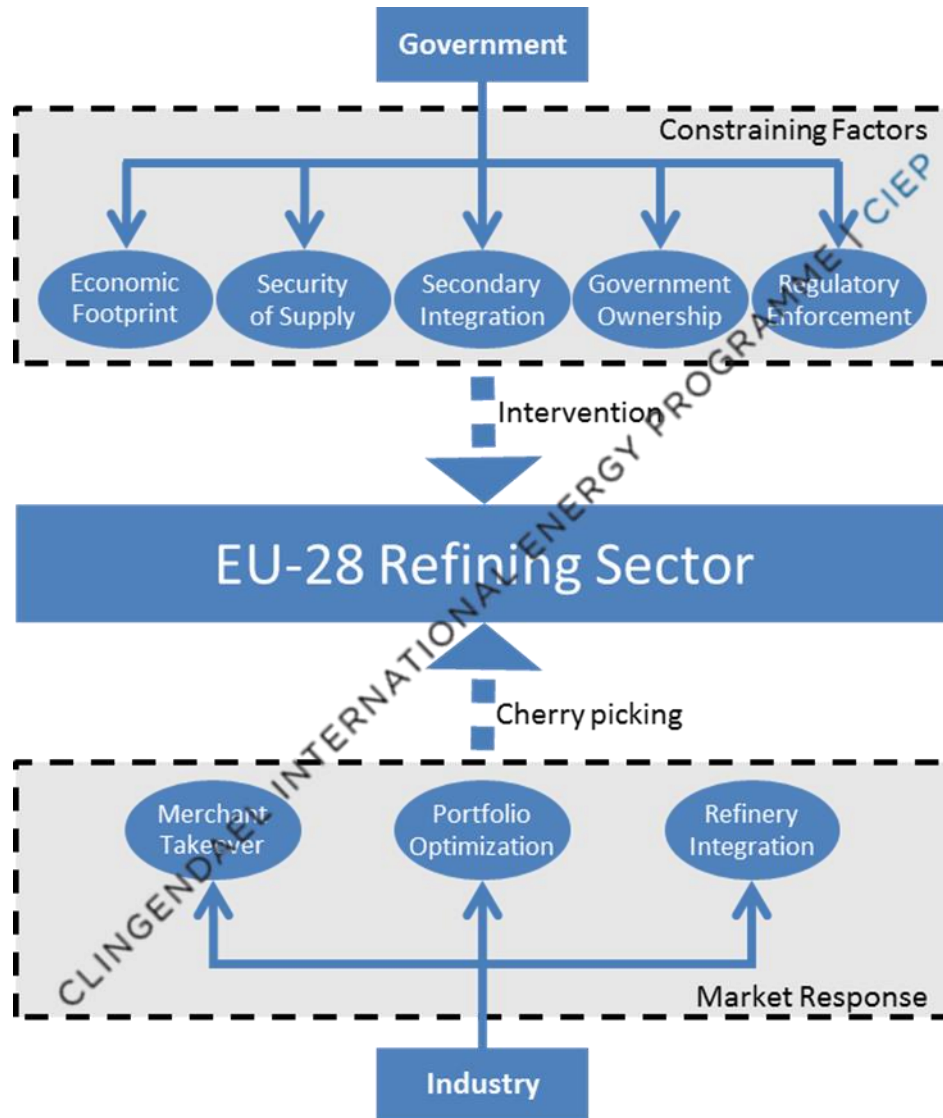 Government
Constraining Factors
Economic
Footprint
Security
of Supply
Secondary
Integration
Government
Ownership
Regulatory
Enforcement
Intervention
EU-28 Refining Sector
Cherry picking
Merchant
Takeover
Portfolio
Optimization
Refinery
Integration
Market Response
Industry
CLINGENDAEL INTERNATIONAL ENERGY PROGRAMME | CIEP